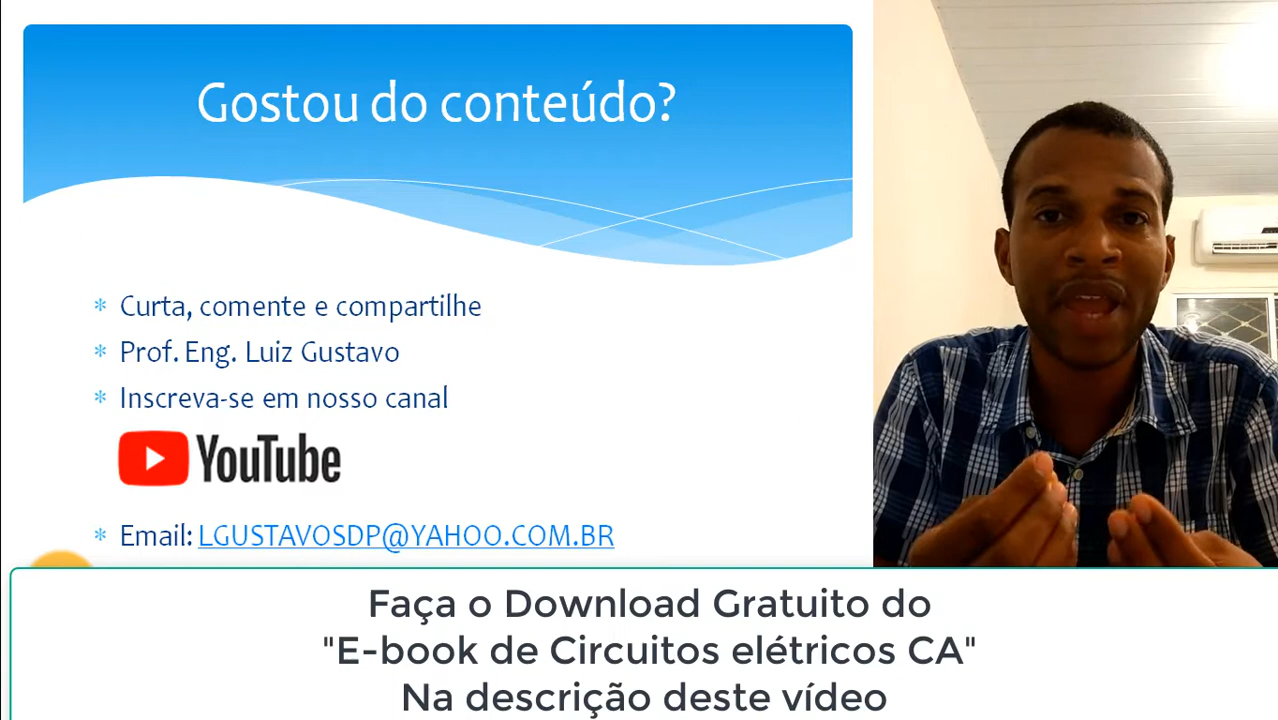 Gostou do conteúdo?
* Curta, comente e compartilhe
* Prof. Eng. Luiz Gustavo
* Inscreva-se em nosso canal
YouTube
* Email: LGUSTAVOSDP@YAHOO.COM.BR
Faça o Download Gratuito do
"E-book de Circuitos elétricos CA"
Na descrição deste vídeo